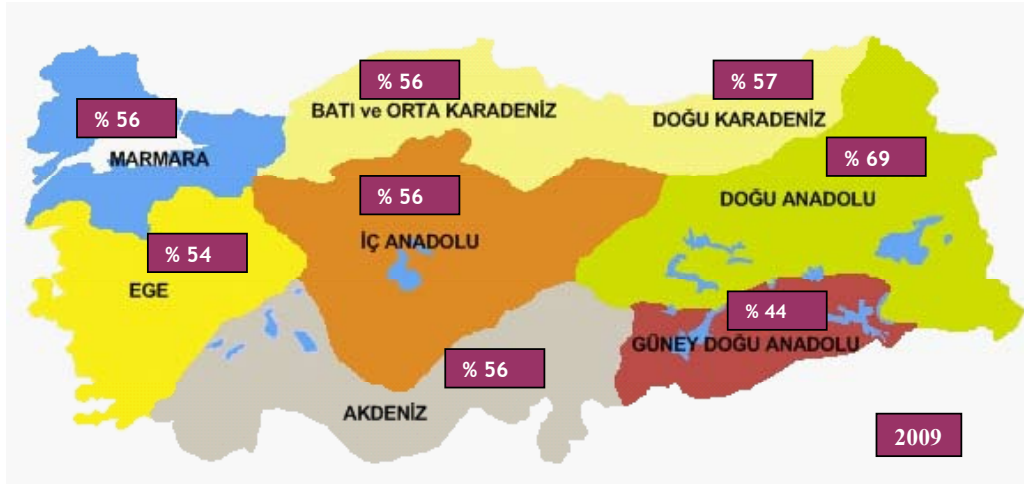 % 56
BATI ve ORTA KARADENİZ
% 57
DOĞU KARADENİZ
% 56
MARMARA
% 69
DOĞU ANADOLU
% 56
İÇ ANADOLU
% 54
EGE
% 44
GÜNEY DOĞU ANADOLU
% 56
AKDENİZ
2009